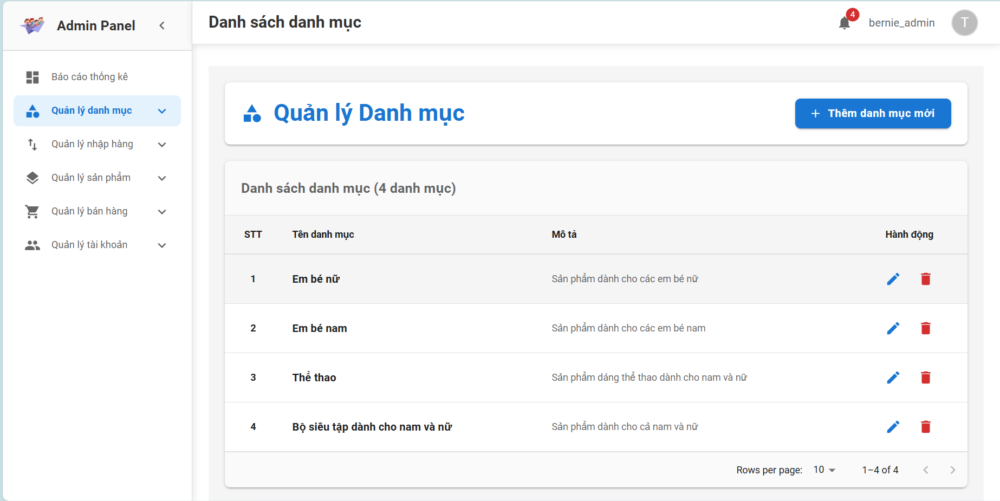 Admin Panel
Báo cáo thống kê
Quản lý danh mục
Quản lý nhập hàng
Quản lý sản phẩm
Quản lý bán hàng
Quản lý tài khoản
Danh sách danh mục
4
bernie_admin
T
Quản lý Danh mục
+ Thêm danh mục mới
Danh sách danh mục (4 danh mục)
STT Tên danh mục Mô tả Hành động
1 Em bé nữ Sản phẩm dành cho các em bé nữ
2 Em bé nam Sản phẩm dành cho các em bé nam
3 Thể thao Sản phẩm dáng thể thao dành cho nam và nữ
4 Bộ siêu tập dành cho nam và nữ Sản phẩm dành cho cả nam và nữ
Rows per page: 10 1–4 of 4